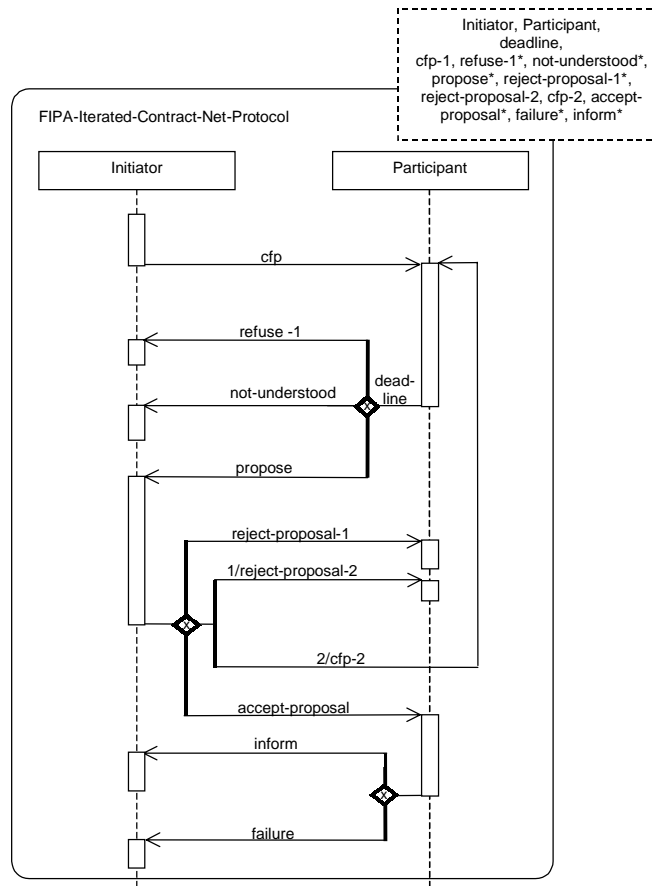 Initiator, Participant,
deadline,
cfp-1, refuse-1*, not-understood*,
propose*, reject-proposal-1*,
reject-proposal-2, cfp-2, accept-
proposal*, failure*, inform*
FIPA-Iterated-Contract-Net-Protocol
Initiator
Participant
cfp
refuse -1
dead-
line
not-understood
x
propose
reject-proposal-1
1/reject-proposal-2
x
2/cfp-2
accept-proposal
inform
x
failure